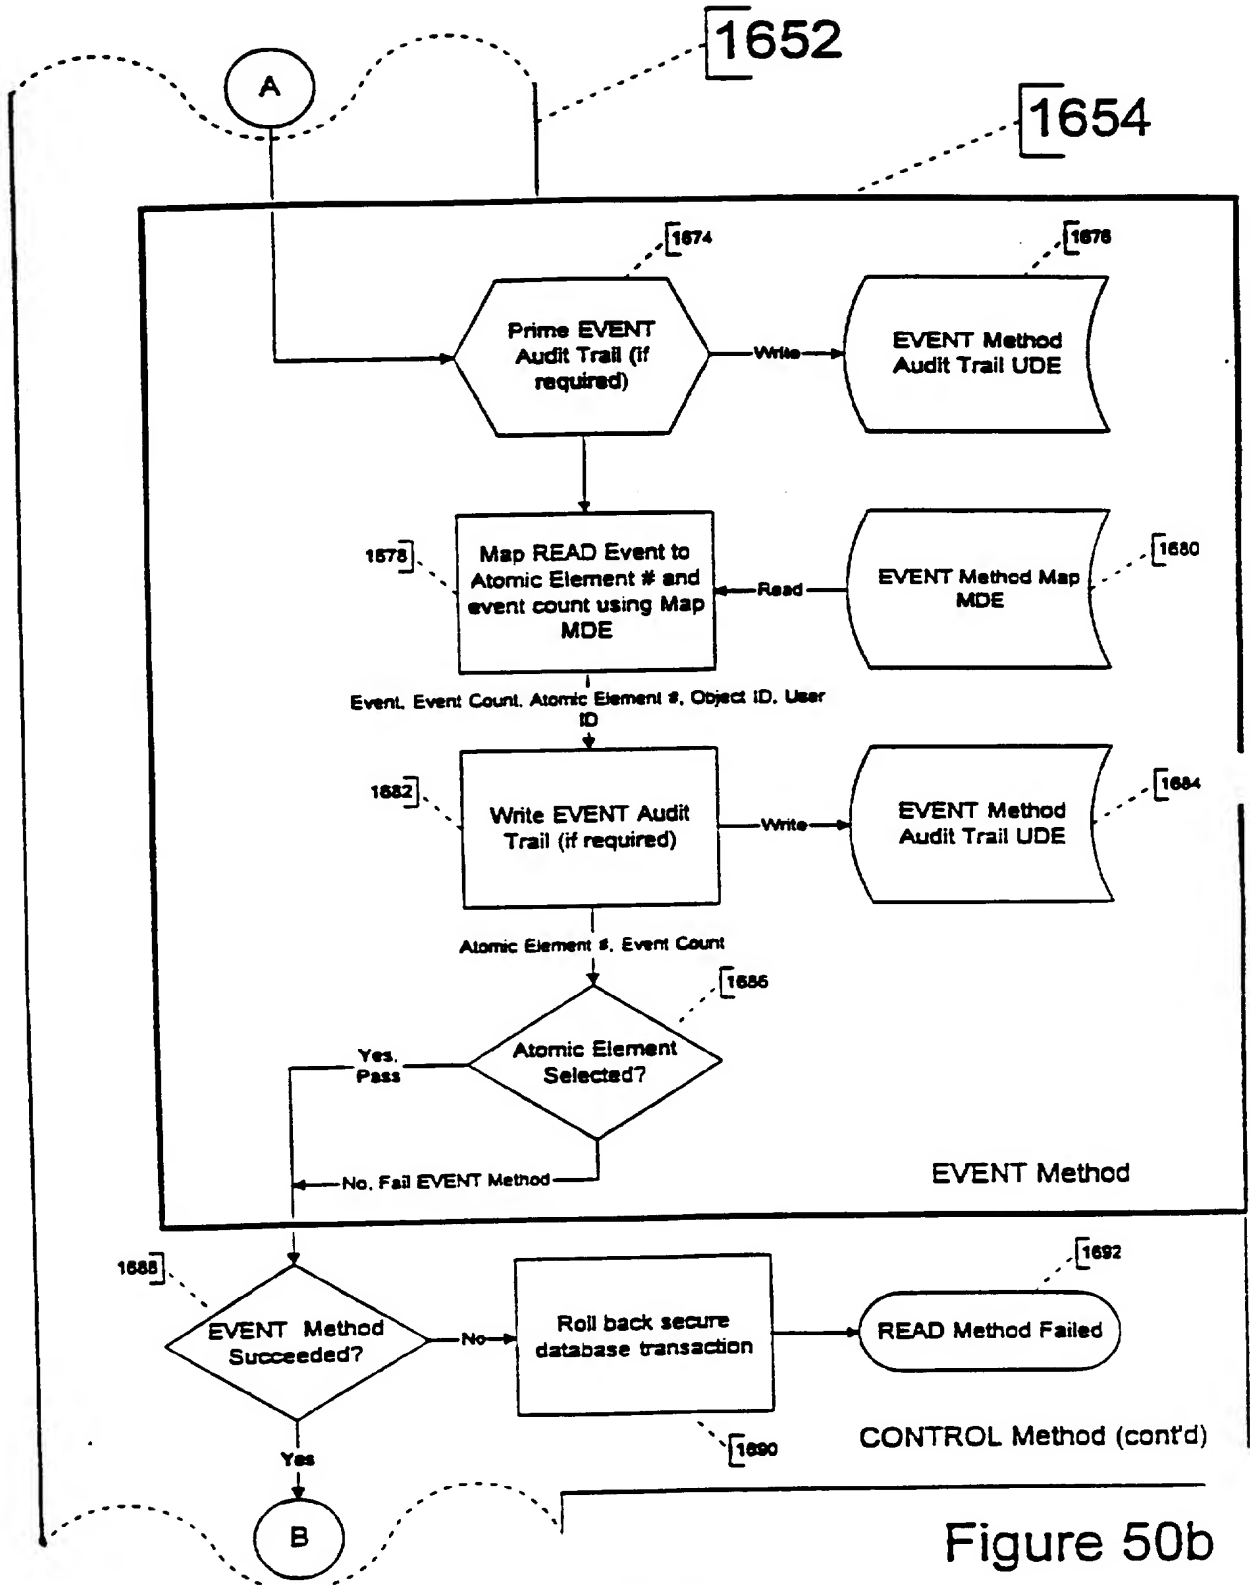 1652
A
1654
1674
1676
Prime EVENT
Audit Trail (if
required)
Write
EVENT Method
Audit Trail UDE
1678
Map READ Event to
Atomic Element # and
event count using Map
MDE
Read
EVENT Method Map
MDE
1680
Event, Event Count, Atomic Element #, Object ID, User
ID
1682
Write EVENT Audit
Trail (if required)
Write
EVENT Method
Audit Trail UDE
1684
Atomic Element #, Event Count
1686
Atomic Element
Selected?
Yes,
Pass
No, Fail EVENT Method
EVENT Method
1688
EVENT Method
Succeeded?
No
Roll back secure
database transaction
1692
READ Method Failed
1690
CONTROL Method (cont'd)
Yes
B
Figure 50b